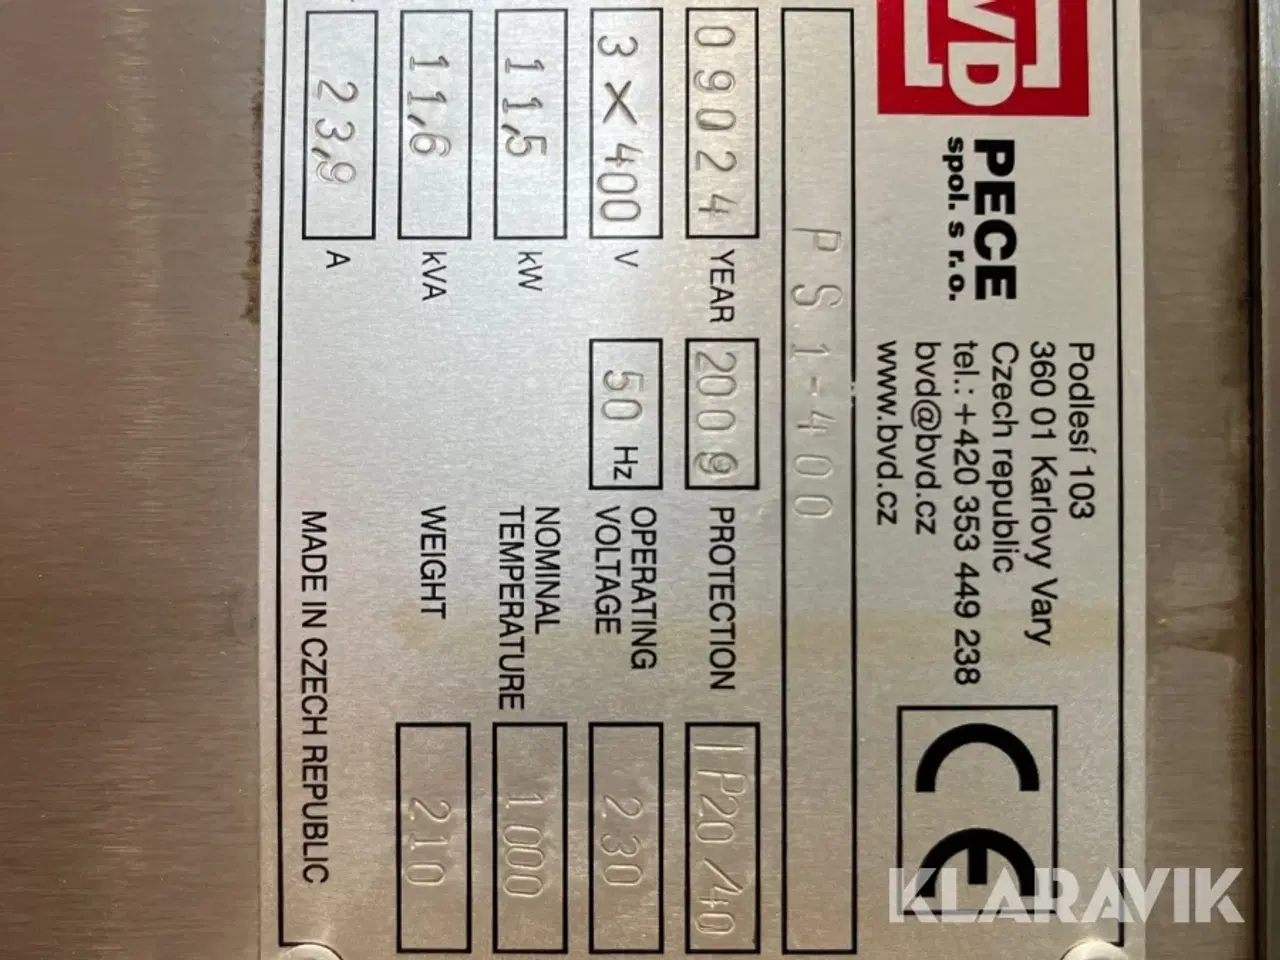 VD
PECE
spol. s r.o.
Podlesí 103
360 01 Karlovy Vary
Czech republic
tel.: +420 353 449 238
bvd@bvd.cz
www.bvd.cz
CE
PS 1-400
09024 YEAR 2009 PROTECTION IP20/40
3×400 V 50 Hz OPERATING VOLTAGE 230
11,5 kW NOMINAL TEMPERATURE 1000
11,6 kVA WEIGHT 210
23,9 A MADE IN CZECH REPUBLIC
KLARAVIK